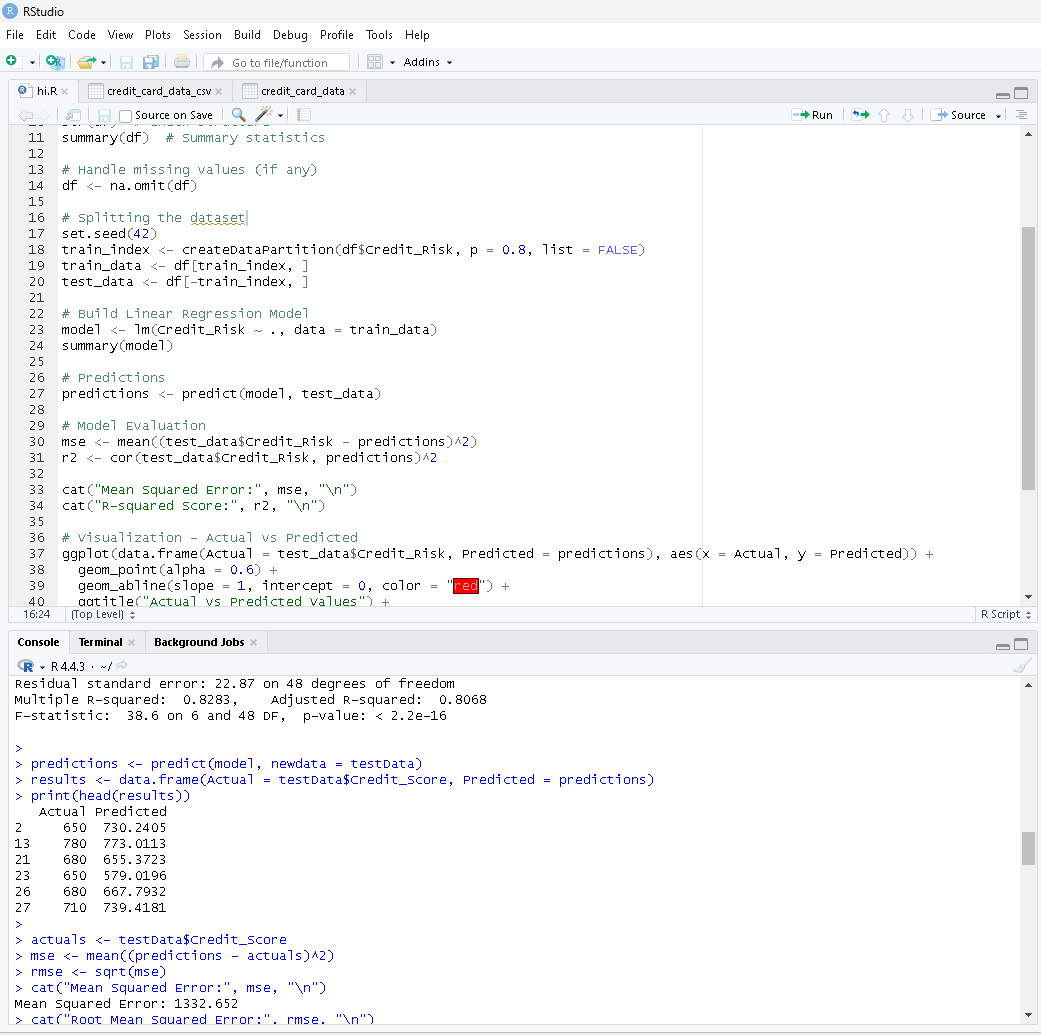 RStudio
File Edit Code View Plots Session Build Debug Profile Tools Help
Go to file/function Addins
hi.R credit_card_data_csv credit_card_data
Source on Save Run Source
11 summary(df)  # Summary statistics
12
13 # Handle missing values (if any)
14 df <- na.omit(df)
15
16 # Splitting the dataset
17 set.seed(42)
18 train_index <- createDataPartition(df$Credit_Risk, p = 0.8, list = FALSE)
19 train_data <- df[train_index, ]
20 test_data <- df[-train_index, ]
21
22 # Build Linear Regression Model
23 model <- lm(Credit_Risk ~ ., data = train_data)
24 summary(model)
25
26 # Predictions
27 predictions <- predict(model, test_data)
28
29 # Model Evaluation
30 mse <- mean((test_data$Credit_Risk - predictions)^2)
31 r2 <- cor(test_data$Credit_Risk, predictions)^2
32
33 cat("Mean Squared Error:", mse, "\n")
34 cat("R-squared Score:", r2, "\n")
35
36 # Visualization - Actual vs Predicted
37 ggplot(data.frame(Actual = test_data$Credit_Risk, Predicted = predictions), aes(x = Actual, y = Predicted)) +
38   geom_point(alpha = 0.6) +
39   geom_abline(slope = 1, intercept = 0, color = "red") +
40   ggtitle("Actual vs Predicted Values") +
16:24 (Top Level) R Script
Console Terminal Background Jobs
R R 4.4.3 · ~/
Residual standard error: 22.87 on 48 degrees of freedom
Multiple R-squared:  0.8283,    Adjusted R-squared:  0.8068
F-statistic:  38.6 on 6 and 48 DF,  p-value: < 2.2e-16
>
> predictions <- predict(model, newdata = testData)
> results <- data.frame(Actual = testData$Credit_Score, Predicted = predictions)
> print(head(results))
   Actual Predicted
2     650  730.2405
13    780  773.0113
21    680  655.3723
23    650  579.0196
26    680  667.7932
27    710  739.4181
>
> actuals <- testData$Credit_Score
> mse <- mean((predictions - actuals)^2)
> rmse <- sqrt(mse)
> cat("Mean Squared Error:", mse, "\n")
Mean Squared Error: 1332.652
> cat("Root Mean Squared Error:", rmse, "\n")